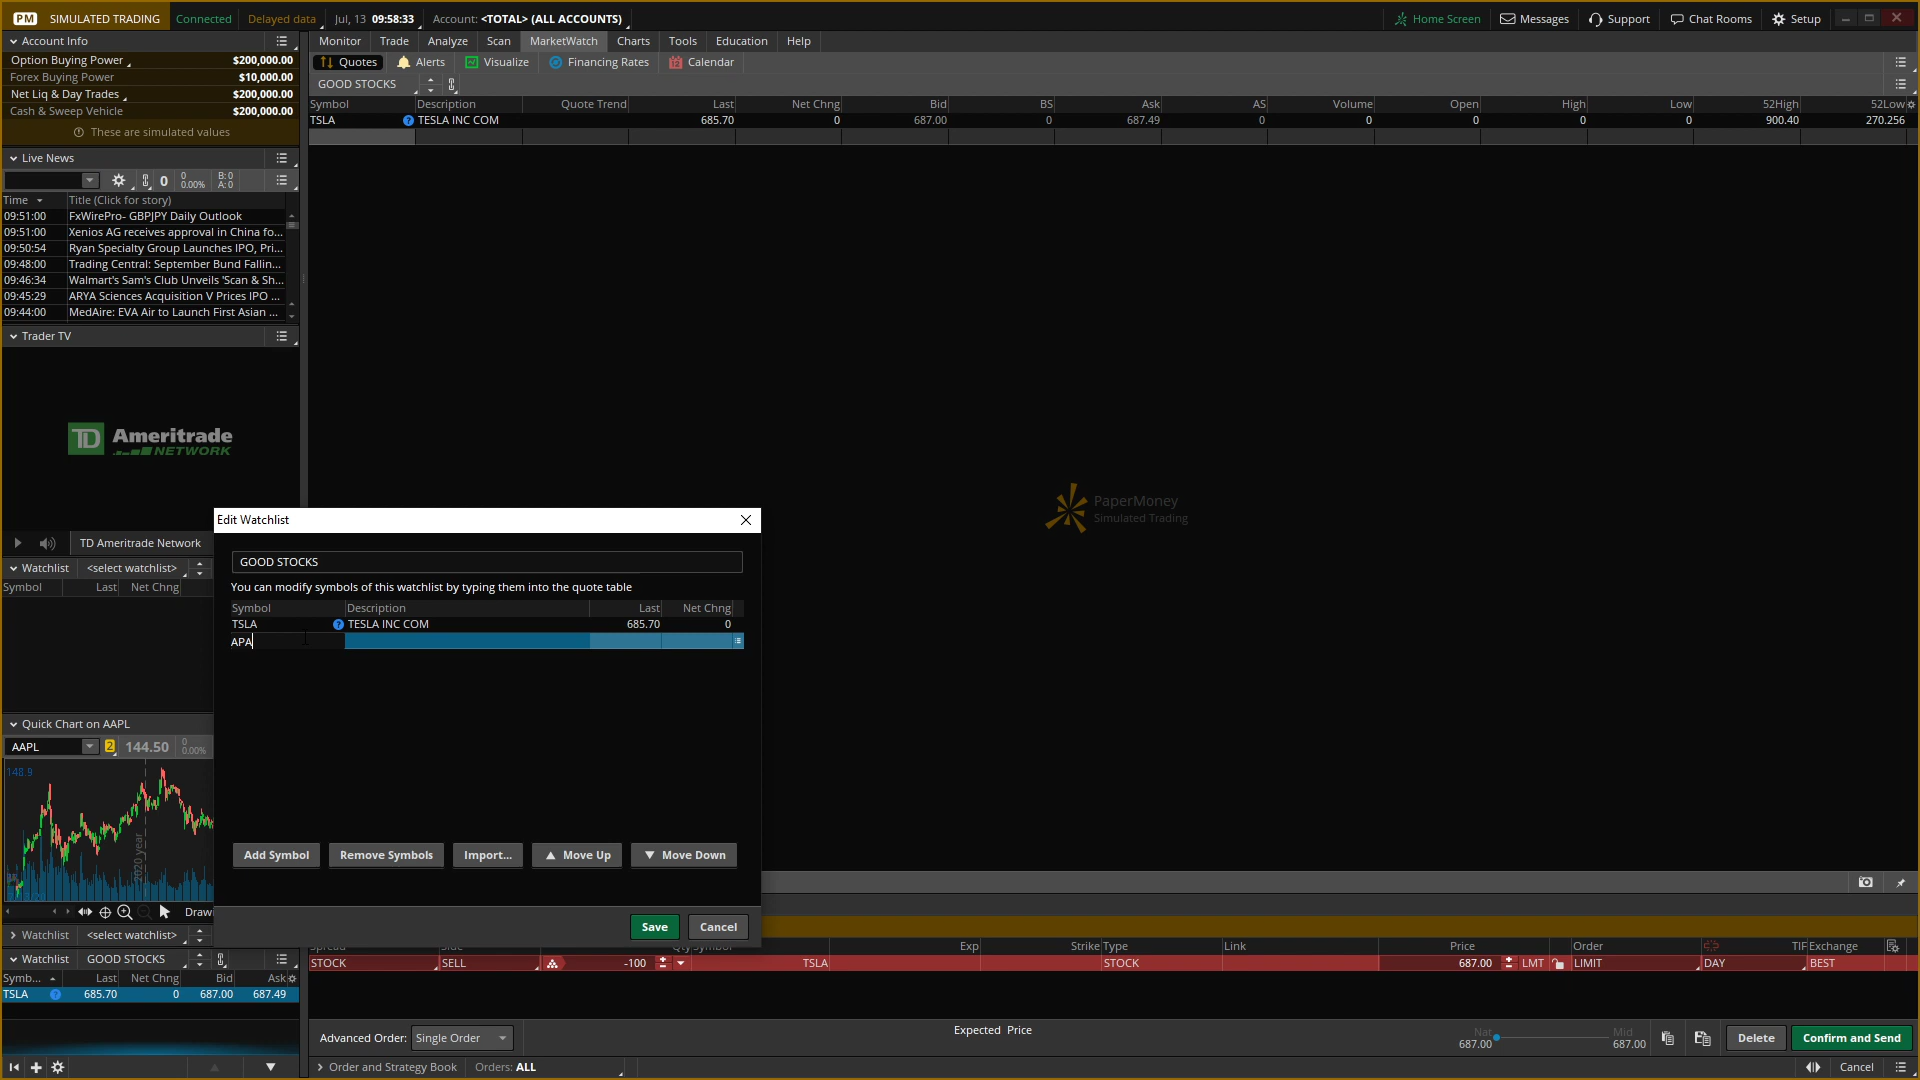 PM SIMULATED TRADING Connected Delayed data Jul, 13 09:58:33 Account: <TOTAL> (ALL ACCOUNTS) Home Screen Messages Support Chat Rooms Setup
Account Info
Option Buying Power $200,000.00
Forex Buying Power $10,000.00
Net Liq & Day Trades $200,000.00
Cash & Sweep Vehicle $200,000.00
These are simulated values
Monitor Trade Analyze Scan MarketWatch Charts Tools Education Help
Quotes Alerts Visualize Financing Rates Calendar
GOOD STOCKS
Symbol Description Quote Trend Last Net Chng Bid BS Ask AS Volume Open High Low 52High 52Low
TSLA TESLA INC COM 685.70 0 687.00 0 687.49 0 0 0 0 0 900.40 270.256
Live News
0 0 0.00% B: 0 A: 0
Time Title (Click for story)
09:51:00 FxWirePro- GBPJPY Daily Outlook
09:51:00 Xenios AG receives approval in China fo...
09:50:54 Ryan Specialty Group Launches IPO, Pri...
09:48:00 Trading Central: September Bund Fallin...
09:46:34 Walmart's Sam's Club Unveils 'Scan & Sh...
09:45:29 ARYA Sciences Acquisition V Prices IPO ...
09:44:00 MedAire: EVA Air to Launch First Asian ...
Trader TV
TD Ameritrade
NETWORK
PaperMoney
Simulated Trading
TD Ameritrade Network
Watchlist <select watchlist>
Symbol Last Net Chng
Edit Watchlist
GOOD STOCKS
You can modify symbols of this watchlist by typing them into the quote table
Symbol Description Last Net Chng
TSLA TESLA INC COM 685.70 0
APA
Add Symbol Remove Symbols Import... Move Up Move Down
Save Cancel
Quick Chart on AAPL
AAPL 2 144.50 0 0.00%
148.9
2020 year
Drawi
Watchlist <select watchlist>
Watchlist GOOD STOCKS
Symb... Last Net Chng Bid Ask
TSLA 685.70 0 687.00 687.49
Spread Side Qty Symbol Exp Strike Type Link Price Order TIF Exchange
STOCK SELL -100 TSLA STOCK 687.00 LMT LIMIT DAY BEST
Advanced Order: Single Order Expected Price Nat 687.00 Mid 687.00 Delete Confirm and Send
Order and Strategy Book Orders: ALL Cancel